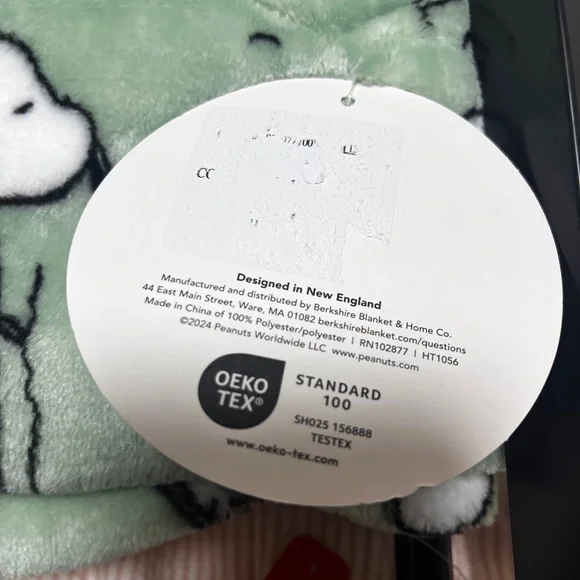 Designed in New England
Manufactured and distributed by Berkshire Blanket & Home Co.
44 East Main Street, Ware, MA 01082 berkshireblanket.com/questions
Made in China of 100% Polyester/polyester | RN102877 | HT1056
©2024 Peanuts Worldwide LLC www.peanuts.com
OEKO
TEX®
STANDARD
100
SH025 156888
TESTEX
www.oeko-tex.com